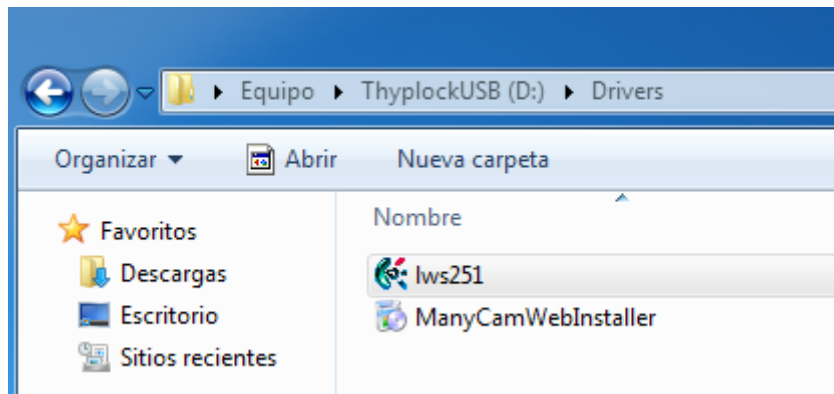 Equipo ThyplockUSB (D:) Drivers
Organizar Abrir Nueva carpeta
Favoritos
Descargas
Escritorio
Sitios recientes
Nombre
lws251
ManyCamWebInstaller